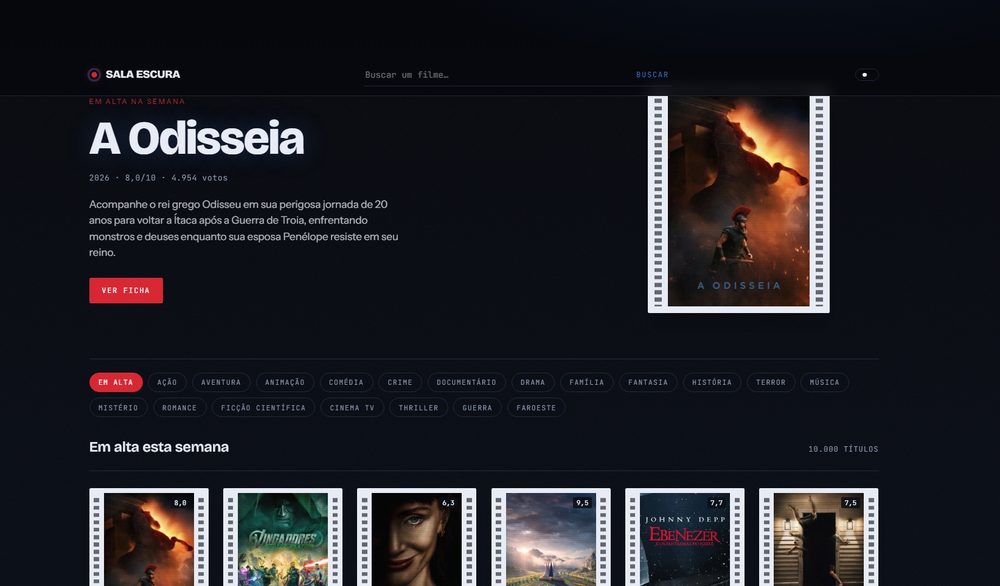 SALA ESCURA
Buscar um filme…
BUSCAR
EM ALTA NA SEMANA
A Odisseia
2026 · 8,0/10 · 4.954 votos
Acompanhe o rei grego Odisseu em sua perigosa jornada de 20
anos para voltar a Ítaca após a Guerra de Troia, enfrentando
monstros e deuses enquanto sua esposa Penélope resiste em seu
reino.
VER FICHA
A ODISSEIA
EM ALTA
AÇÃO
AVENTURA
ANIMAÇÃO
COMÉDIA
CRIME
DOCUMENTÁRIO
DRAMA
FAMÍLIA
FANTASIA
HISTÓRIA
TERROR
MÚSICA
MISTÉRIO
ROMANCE
FICÇÃO CIENTÍFICA
CINEMA TV
THRILLER
GUERRA
FAROESTE
Em alta esta semana
10.000 TÍTULOS
8,0
VINGADORES
6,3
9,5
7,7
JOHNNY DEPP
EBENEZER
7,5